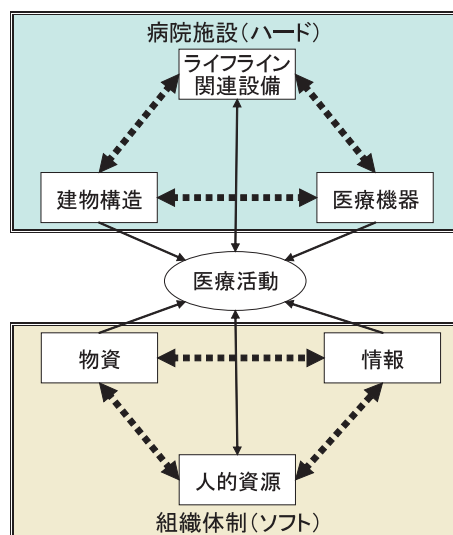 病院施設（ハード）
ライフライン
関連設備
建物構造
医療機器
医療活動
物資
情報
人的資源
組織体制（ソフト）